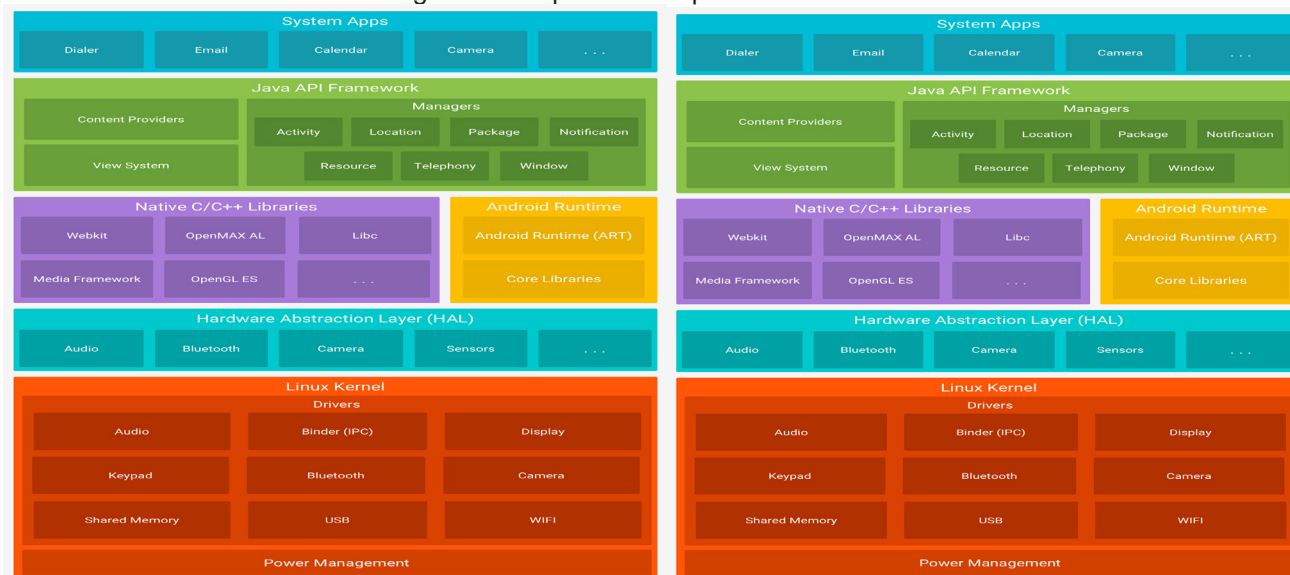 System Apps
Dialer Email Calendar Camera ...
Java API Framework
Managers
Content Providers
Activity Location Package Notification
View System
Resource Telephony Window
Native C/C++ Libraries
Android Runtime
Webkit OpenMAX AL Libc
Android Runtime (ART)
Media Framework OpenGL ES ...
Core Libraries
Hardware Abstraction Layer (HAL)
Audio Bluetooth Camera Sensors ...
Linux Kernel
Drivers
Audio Binder (IPC) Display
Keypad Bluetooth Camera
Shared Memory USB WIFI
Power Management
System Apps
Dialer Email Calendar Camera ...
Java API Framework
Managers
Content Providers
Activity Location Package Notification
View System
Resource Telephony Window
Native C/C++ Libraries
Android Runtime
Webkit OpenMAX AL Libc
Android Runtime (ART)
Media Framework OpenGL ES ...
Core Libraries
Hardware Abstraction Layer (HAL)
Audio Bluetooth Camera Sensors ...
Linux Kernel
Drivers
Audio Binder (IPC) Display
Keypad Bluetooth Camera
Shared Memory USB WIFI
Power Management